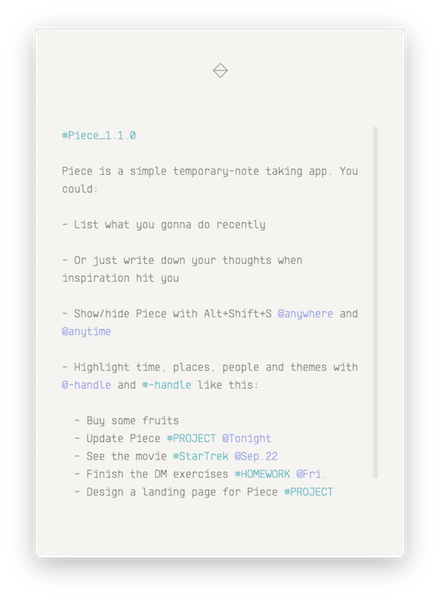 #Piece_1.1.0
Piece is a simple temporary-note taking app. You
could:
- List what you gonna do recently
- Or just write down your thoughts when
inspiration hit you
- Show/hide Piece with Alt+Shift+S @anywhere and
@anytime
- Highlight time, places, people and themes with
@-handle and #-handle like this:
- Buy some fruits
- Update Piece #PROJECT @Tonight
- See the movie #StarTrek @Sep.22
- Finish the DM exercises #HOMEWORK @Fri.
- Design a landing page for Piece #PROJECT